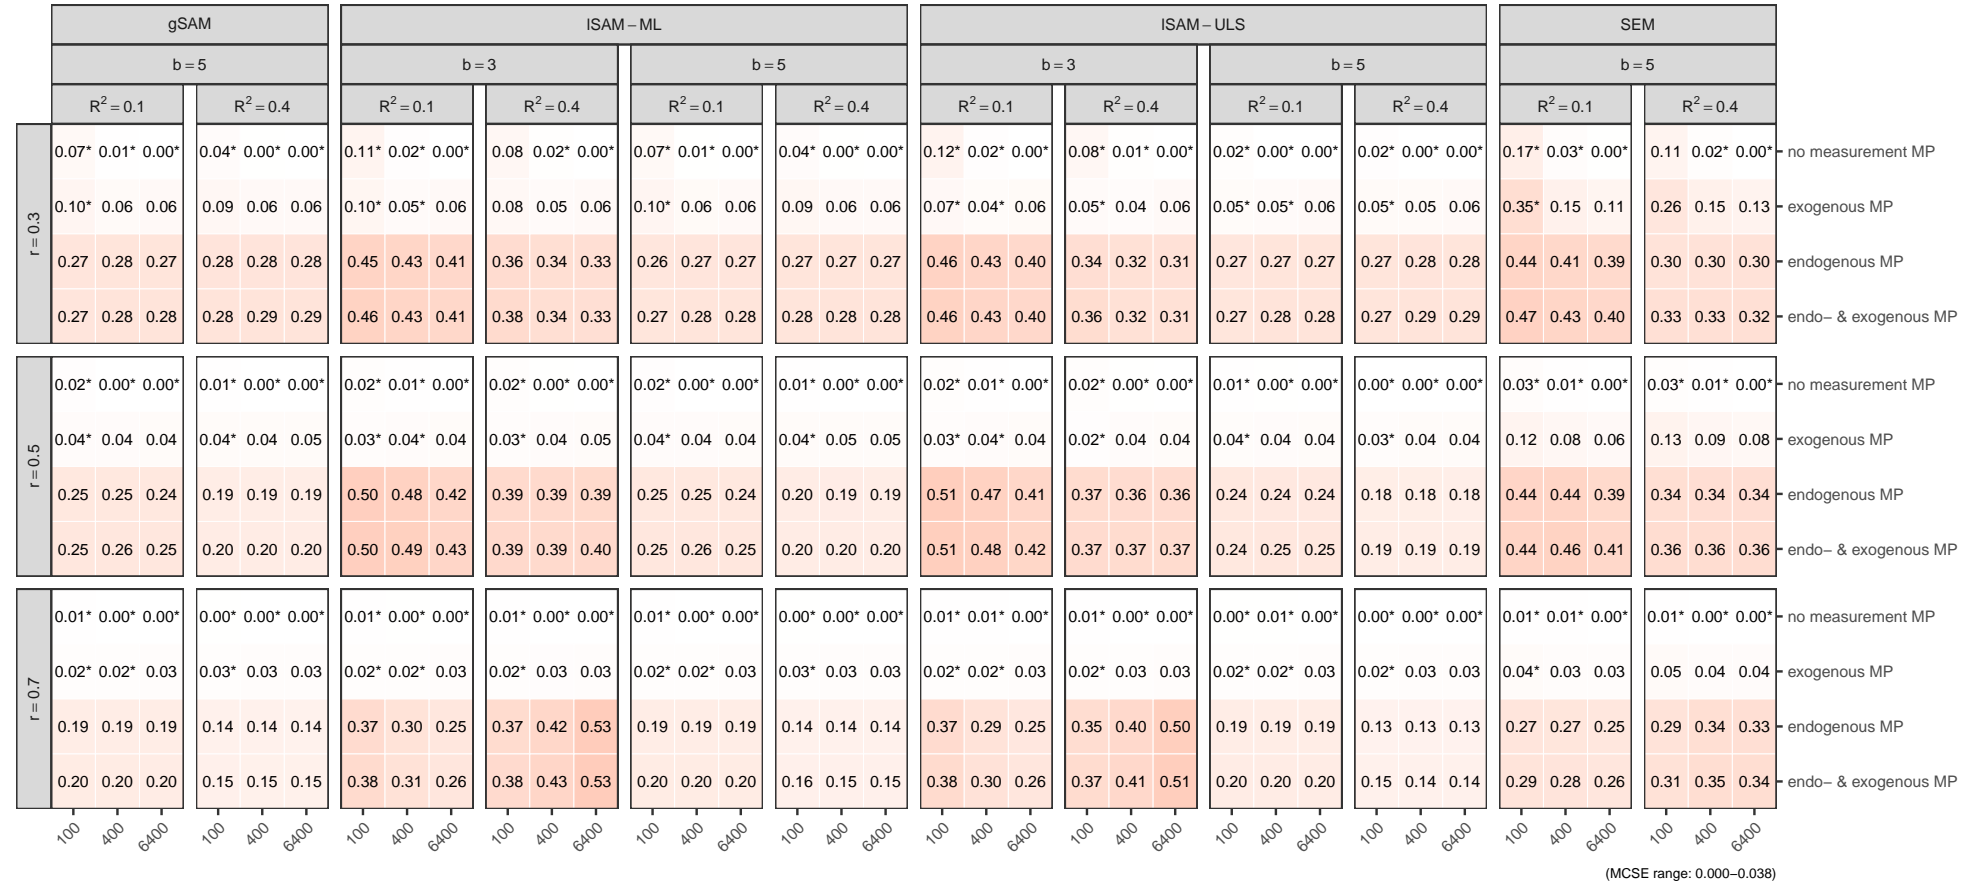 gSAM ISAM – ML ISAM – ULS SEM
b = 5 b = 3 b = 5 b = 3 b = 5 b = 5
R² = 0.1 R² = 0.4 R² = 0.1 R² = 0.4 R² = 0.1 R² = 0.4 R² = 0.1 R² = 0.4 R² = 0.1 R² = 0.4 R² = 0.1 R² = 0.4
r = 0.3
0.07* 0.01* 0.00* 0.04* 0.00* 0.00* 0.11* 0.02* 0.00* 0.08 0.02* 0.00* 0.07* 0.01* 0.00* 0.04* 0.00* 0.00* 0.12* 0.02* 0.00* 0.08* 0.01* 0.00* 0.02* 0.00* 0.00* 0.02* 0.00* 0.00* 0.17* 0.03* 0.00* 0.11 0.02* 0.00* no measurement MP
0.10* 0.06 0.06 0.09 0.06 0.06 0.10* 0.05* 0.06 0.08 0.05 0.06 0.10* 0.06 0.06 0.09 0.06 0.06 0.07* 0.04* 0.06 0.05* 0.04 0.06 0.05* 0.05* 0.06 0.05* 0.05 0.06 0.35* 0.15 0.11 0.26 0.15 0.13 exogenous MP
0.27 0.28 0.27 0.28 0.28 0.28 0.45 0.43 0.41 0.36 0.34 0.33 0.26 0.27 0.27 0.27 0.27 0.27 0.46 0.43 0.40 0.34 0.32 0.31 0.27 0.27 0.27 0.27 0.28 0.28 0.44 0.41 0.39 0.30 0.30 0.30 endogenous MP
0.27 0.28 0.28 0.28 0.29 0.29 0.46 0.43 0.41 0.38 0.34 0.33 0.27 0.28 0.28 0.28 0.28 0.28 0.46 0.43 0.40 0.36 0.32 0.31 0.27 0.28 0.28 0.27 0.29 0.29 0.47 0.43 0.40 0.33 0.33 0.32 endo− & exogenous MP
r = 0.5
0.02* 0.00* 0.00* 0.01* 0.00* 0.00* 0.02* 0.01* 0.00* 0.02* 0.00* 0.00* 0.02* 0.00* 0.00* 0.01* 0.00* 0.00* 0.02* 0.01* 0.00* 0.02* 0.00* 0.00* 0.01* 0.00* 0.00* 0.00* 0.00* 0.00* 0.03* 0.01* 0.00* 0.03* 0.01* 0.00* no measurement MP
0.04* 0.04 0.04 0.04* 0.04 0.05 0.03* 0.04* 0.04 0.03* 0.04 0.05 0.04* 0.04 0.04 0.04* 0.05 0.05 0.03* 0.04* 0.04 0.02* 0.04 0.04 0.04* 0.04 0.04 0.03* 0.04 0.04 0.12 0.08 0.06 0.13 0.09 0.08 exogenous MP
0.25 0.25 0.24 0.19 0.19 0.19 0.50 0.48 0.42 0.39 0.39 0.39 0.25 0.25 0.24 0.20 0.19 0.19 0.51 0.47 0.41 0.37 0.36 0.36 0.24 0.24 0.24 0.18 0.18 0.18 0.44 0.44 0.39 0.34 0.34 0.34 endogenous MP
0.25 0.26 0.25 0.20 0.20 0.20 0.50 0.49 0.43 0.39 0.39 0.40 0.25 0.26 0.25 0.20 0.20 0.20 0.51 0.48 0.42 0.37 0.37 0.37 0.24 0.25 0.25 0.19 0.19 0.19 0.44 0.46 0.41 0.36 0.36 0.36 endo− & exogenous MP
r = 0.7
0.01* 0.00* 0.00* 0.00* 0.00* 0.00* 0.01* 0.00* 0.00* 0.01* 0.00* 0.00* 0.01* 0.00* 0.00* 0.00* 0.00* 0.00* 0.01* 0.01* 0.00* 0.01* 0.00* 0.00* 0.00* 0.01* 0.00* 0.00* 0.00* 0.00* 0.01* 0.01* 0.00* 0.01* 0.00* 0.00* no measurement MP
0.02* 0.02* 0.03 0.03* 0.03 0.03 0.02* 0.02* 0.03 0.02* 0.03 0.03 0.02* 0.02* 0.03 0.03* 0.03 0.03 0.02* 0.02* 0.03 0.02* 0.03 0.03 0.02* 0.02* 0.03 0.02* 0.03 0.03 0.04* 0.03 0.03 0.05 0.04 0.04 exogenous MP
0.19 0.19 0.19 0.14 0.14 0.14 0.37 0.30 0.25 0.37 0.42 0.53 0.19 0.19 0.19 0.14 0.14 0.14 0.37 0.29 0.25 0.35 0.40 0.50 0.19 0.19 0.19 0.13 0.13 0.13 0.27 0.27 0.25 0.29 0.34 0.33 endogenous MP
0.20 0.20 0.20 0.15 0.15 0.15 0.38 0.31 0.26 0.38 0.43 0.53 0.20 0.20 0.20 0.16 0.15 0.15 0.38 0.30 0.26 0.37 0.41 0.51 0.20 0.20 0.20 0.15 0.14 0.14 0.29 0.28 0.26 0.31 0.35 0.34 endo− & exogenous MP
100 400 6400 100 400 6400 100 400 6400 100 400 6400 100 400 6400 100 400 6400 100 400 6400 100 400 6400 100 400 6400 100 400 6400 100 400 6400 100 400 6400
(MCSE range: 0.000−0.038)